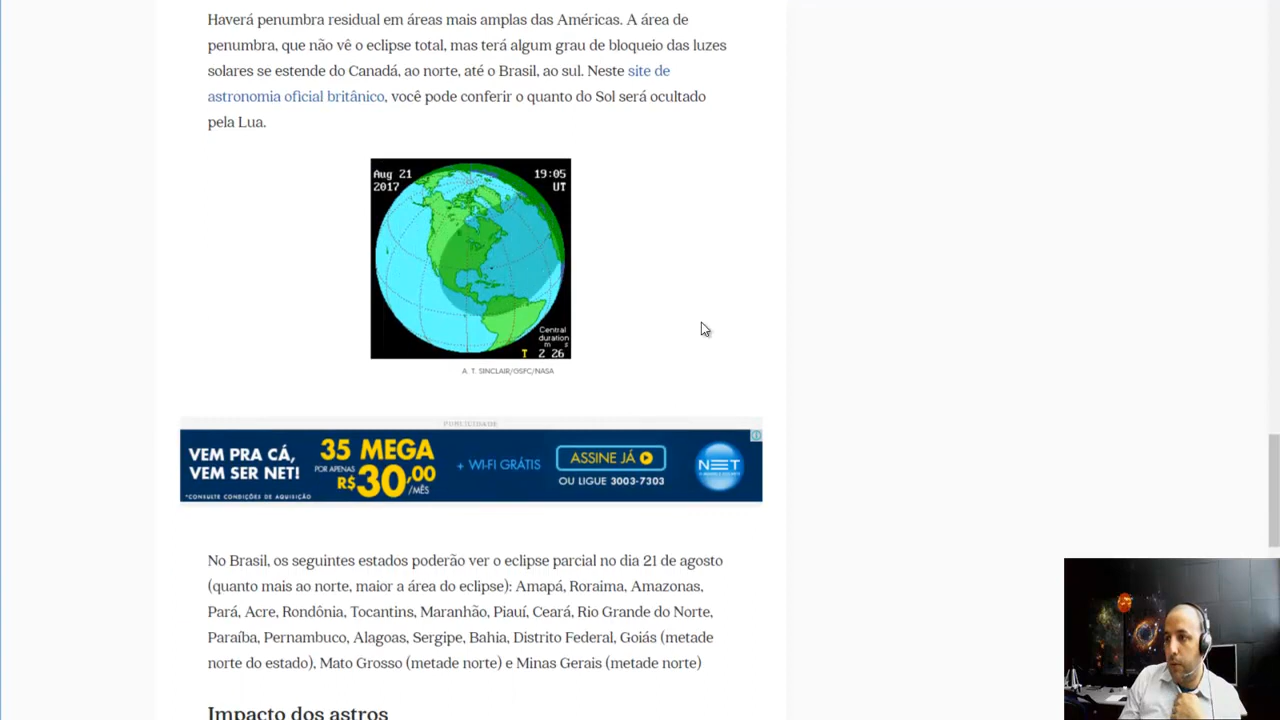 Haverá penumbra residual em áreas mais amplas das Américas. A área de
penumbra, que não vê o eclipse total, mas terá algum grau de bloqueio das luzes
solares se estende do Canadá, ao norte, até o Brasil, ao sul. Neste site de
astronomia oficial britânico, você pode conferir o quanto do Sol será ocultado
pela Lua.
Aug 21
2017
19:05
UT
Central
duration
m s
T 2 26
A. T. SINCLAIR/GSFC/NASA
PUBLICIDADE
VEM PRA CÁ,
VEM SER NET!
*CONSULTE CONDIÇÕES DE AQUISIÇÃO
35 MEGA
POR APENAS
R$30,00
/MÊS
+ WI-FI GRÁTIS
ASSINE JÁ
OU LIGUE 3003-7303
NET
No Brasil, os seguintes estados poderão ver o eclipse parcial no dia 21 de agosto
(quanto mais ao norte, maior a área do eclipse): Amapá, Roraima, Amazonas,
Pará, Acre, Rondônia, Tocantins, Maranhão, Piauí, Ceará, Rio Grande do Norte,
Paraíba, Pernambuco, Alagoas, Sergipe, Bahia, Distrito Federal, Goiás (metade
norte do estado), Mato Grosso (metade norte) e Minas Gerais (metade norte)
Impacto dos astros